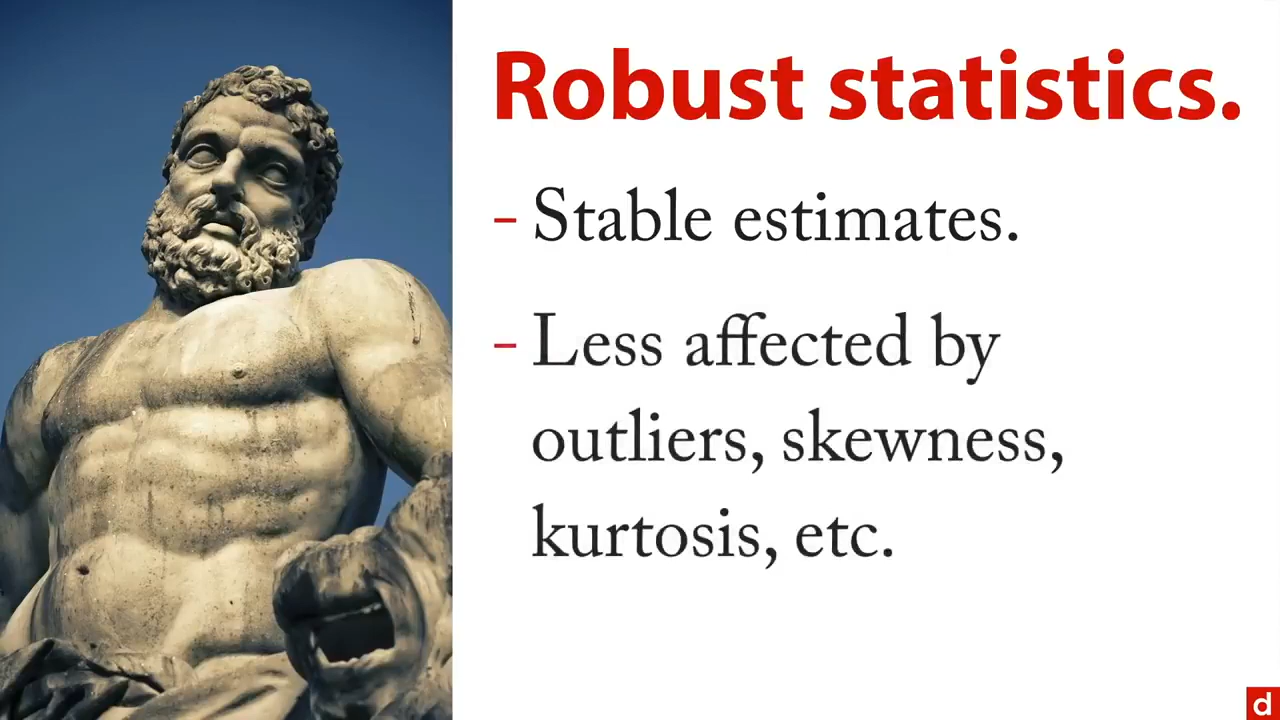 Robust statistics.
- Stable estimates.
- Less affected by
outliers, skewness,
kurtosis, etc.
d